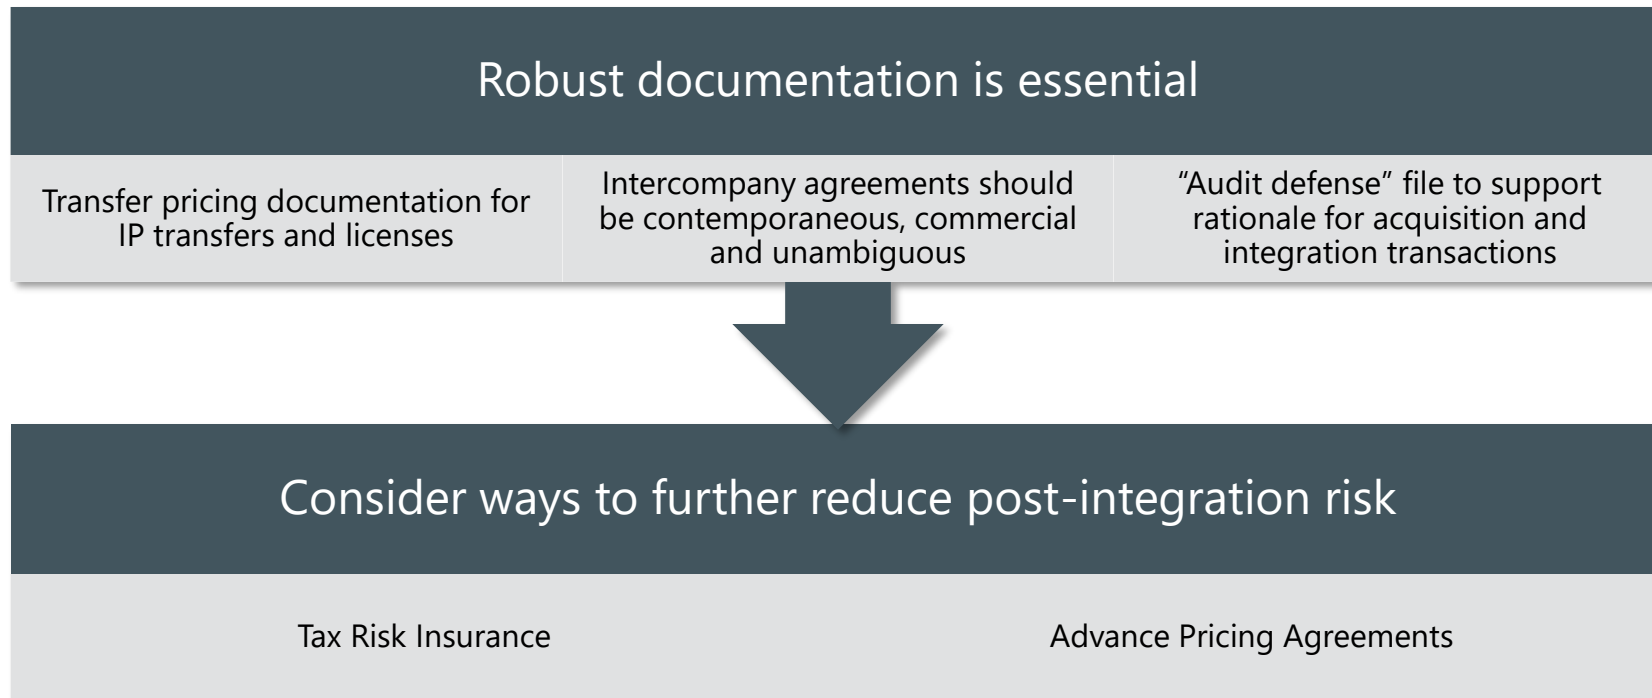 Robust documentation is essential
Transfer pricing documentation for
IP transfers and licenses
Intercompany agreements should
be contemporaneous, commercial
and unambiguous
“Audit defense” file to support
rationale for acquisition and
integration transactions
Consider ways to further reduce post-integration risk
Tax Risk Insurance
Advance Pricing Agreements